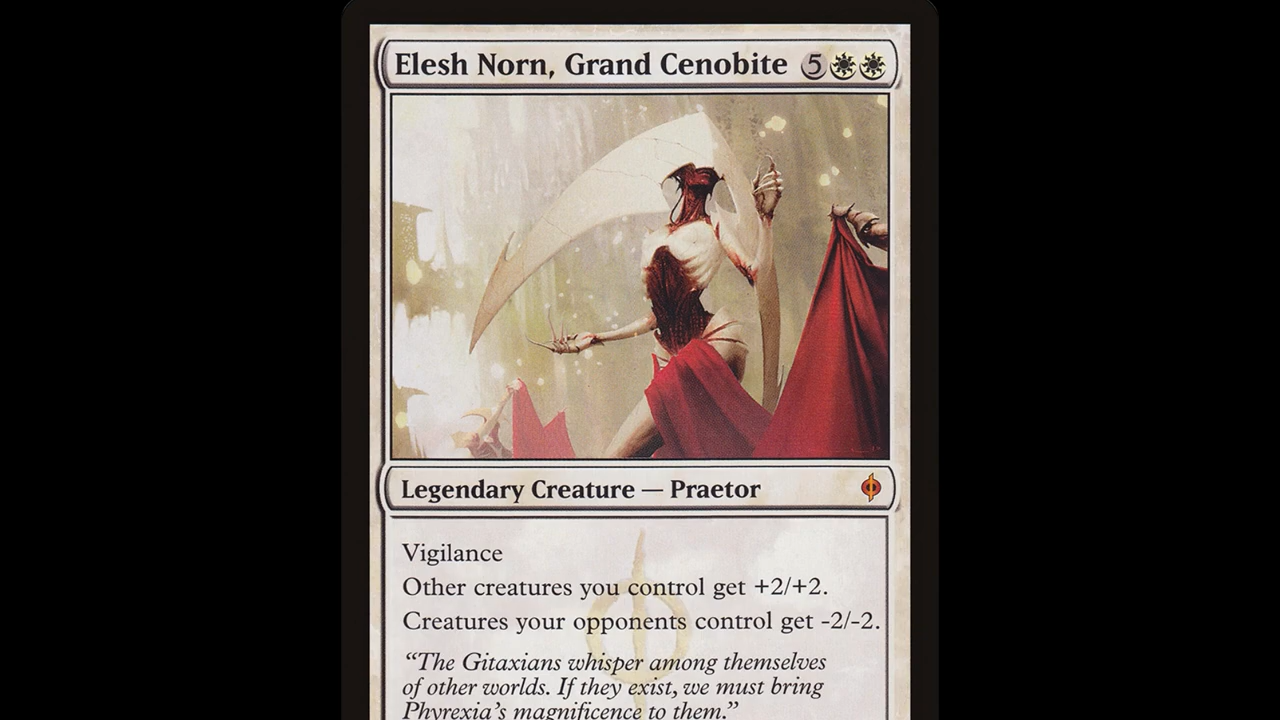 Elesh Norn, Grand Cenobite 5
Legendary Creature — Praetor
Vigilance
Other creatures you control get +2/+2.
Creatures your opponents control get -2/-2.
“The Gitaxians whisper among themselves
of other worlds. If they exist, we must bring
Phyrexia’s magnificence to them.”